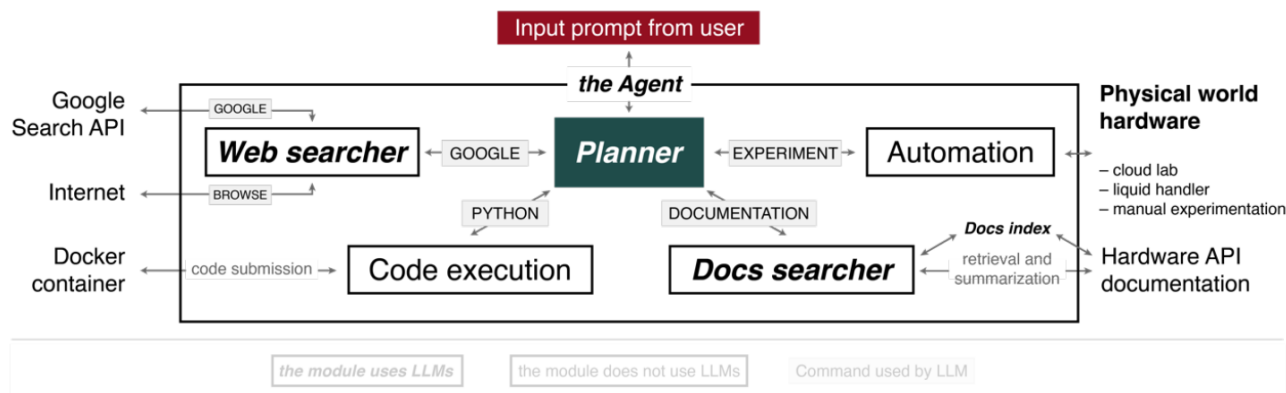 Input prompt from user
the Agent
Google
Search API
GOOGLE
Web searcher
GOOGLE
Planner
EXPERIMENT
Automation
Physical world
hardware
– cloud lab
– liquid handler
– manual experimentation
Internet
BROWSE
PYTHON
DOCUMENTATION
Docker
container
code submission
Code execution
Docs searcher
Docs index
retrieval and
summarization
Hardware API
documentation
the module uses LLMs
the module does not use LLMs
Command used by LLM